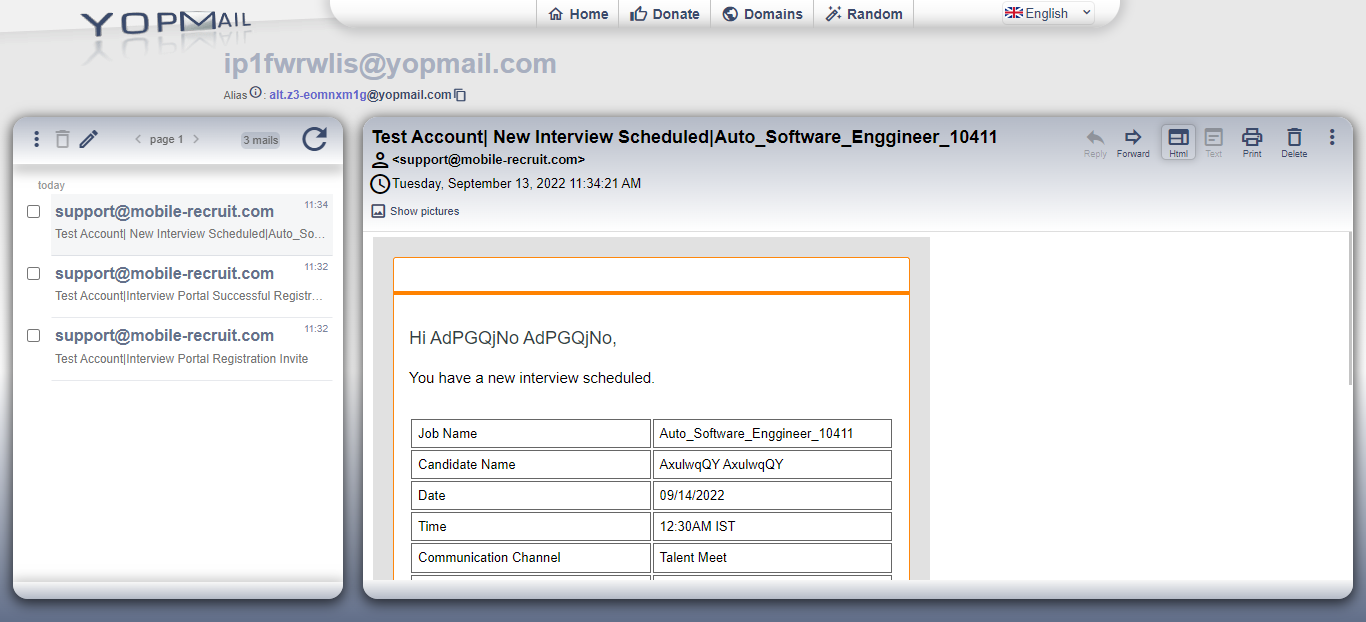 YOPMAIL
Home
Donate
Domains
Random
English
ip1fwrwlis@yopmail.com
Alias : alt.z3-eomnxm1g@yopmail.com
page 1
3 mails
today
support@mobile-recruit.com 11:34
Test Account| New Interview Scheduled|Auto_So...
support@mobile-recruit.com 11:32
Test Account|Interview Portal Successful Registr...
support@mobile-recruit.com 11:32
Test Account|Interview Portal Registration Invite
Test Account| New Interview Scheduled|Auto_Software_Enggineer_10411
<support@mobile-recruit.com>
Tuesday, September 13, 2022 11:34:21 AM
Show pictures
Reply
Forward
Html
Text
Print
Delete
Hi AdPGQjNo AdPGQjNo,
You have a new interview scheduled.
Job Name Auto_Software_Enggineer_10411
Candidate Name AxulwqQY AxulwqQY
Date 09/14/2022
Time 12:30AM IST
Communication Channel Talent Meet